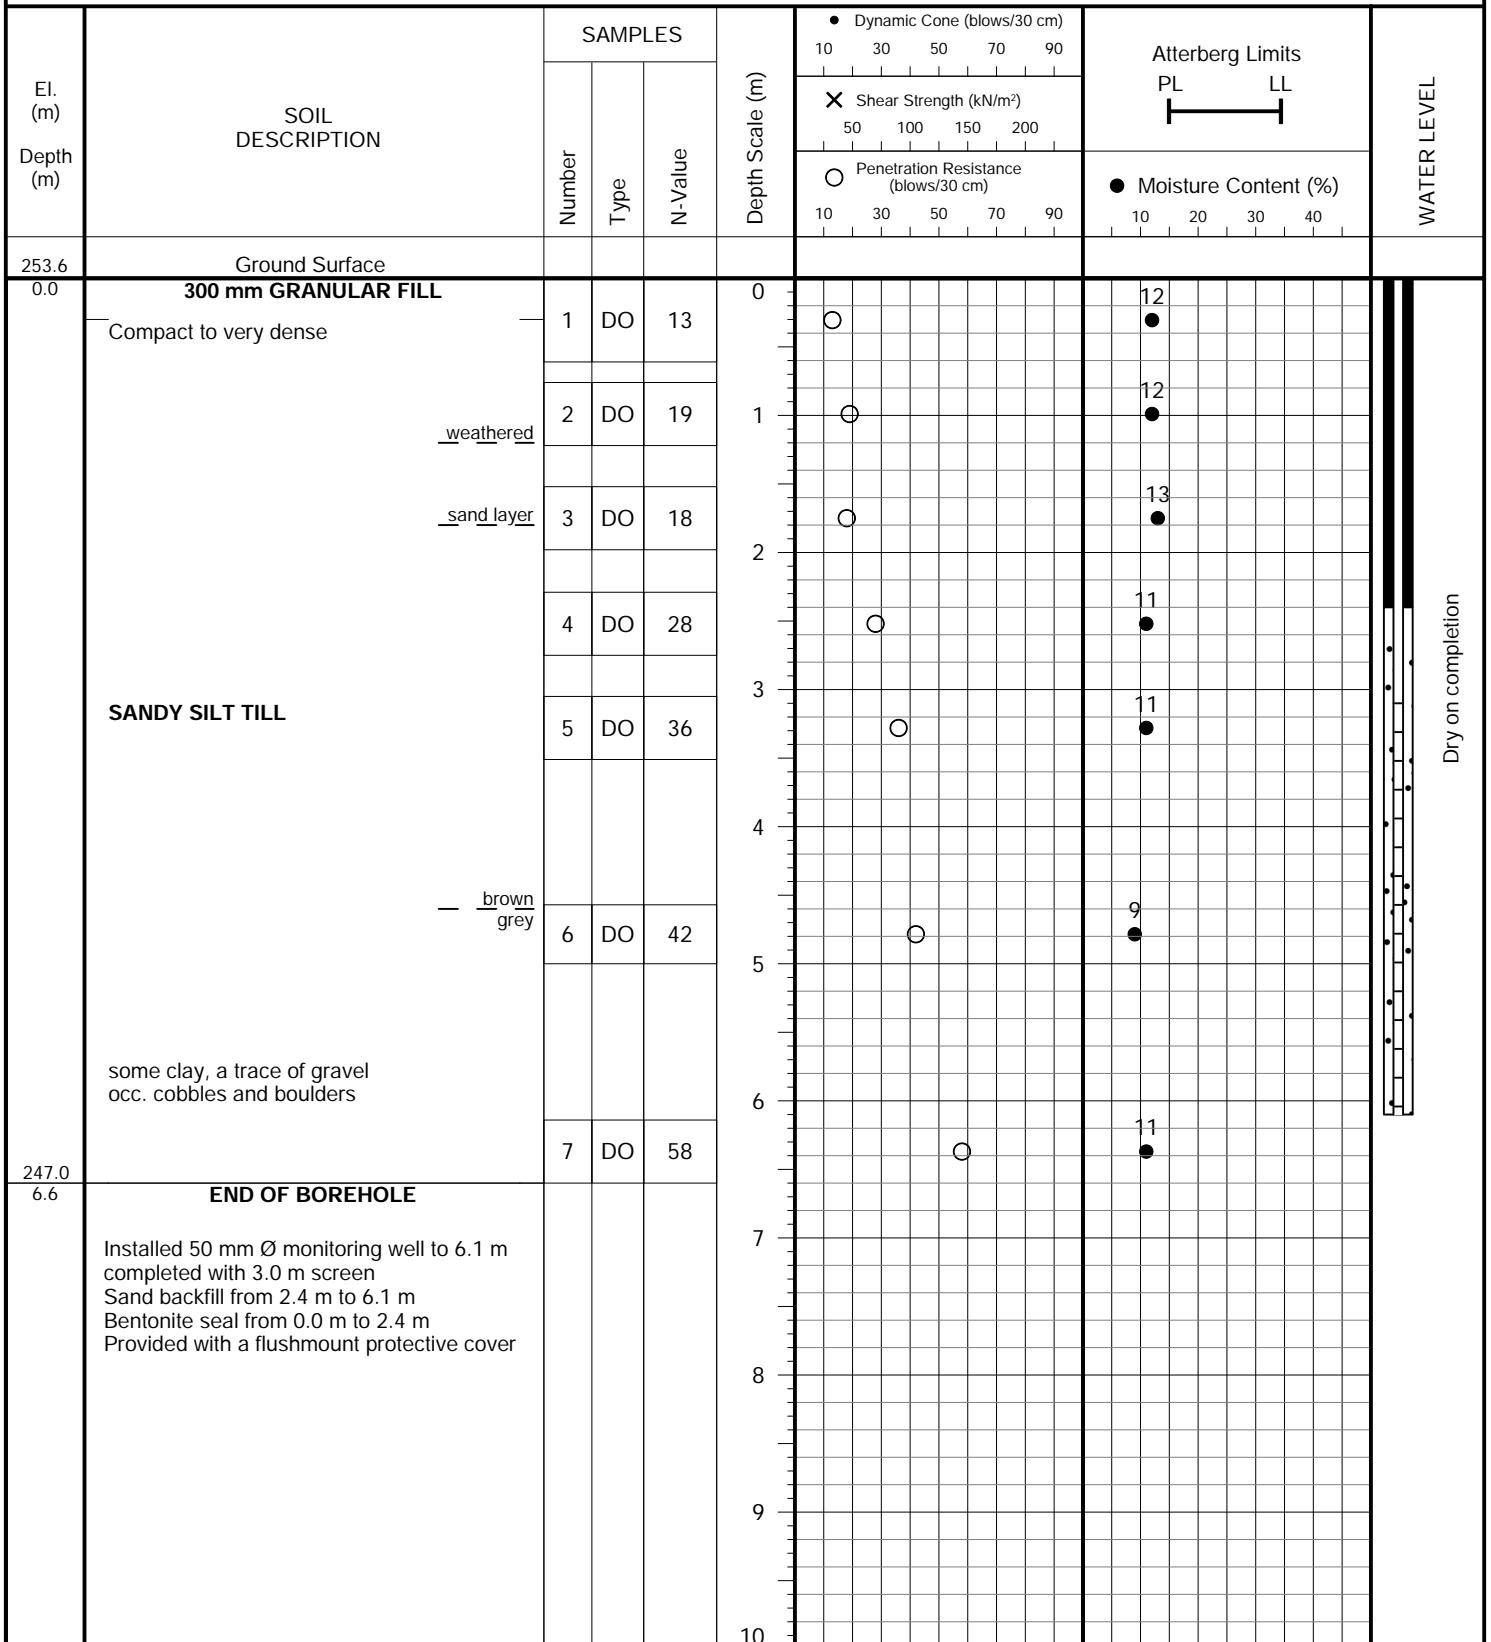 El.
(m)
Depth
(m)
SOIL
DESCRIPTION
SAMPLES
Number
Type
N-Value
Depth Scale (m)
Dynamic Cone (blows/30 cm)
10 30 50 70 90
Shear Strength (kN/m²)
50 100 150 200
Penetration Resistance
(blows/30 cm)
10 30 50 70 90
Atterberg Limits
PL LL
Moisture Content (%)
10 20 30 40
WATER LEVEL
253.6 Ground Surface
0.0 300 mm GRANULAR FILL 0
12
Compact to very dense 1 DO 13
12
weathered 2 DO 19 1
13
sand layer 3 DO 18
2
11
4 DO 28
Dry on completion
3
11
SANDY SILT TILL 5 DO 36
4
brown
grey
9
6 DO 42
5
some clay, a trace of gravel
occ. cobbles and boulders
6
11
7 DO 58
247.0
6.6 END OF BOREHOLE
7
Installed 50 mm Ø monitoring well to 6.1 m
completed with 3.0 m screen
Sand backfill from 2.4 m to 6.1 m
Bentonite seal from 0.0 m to 2.4 m
Provided with a flushmount protective cover
8
9
10